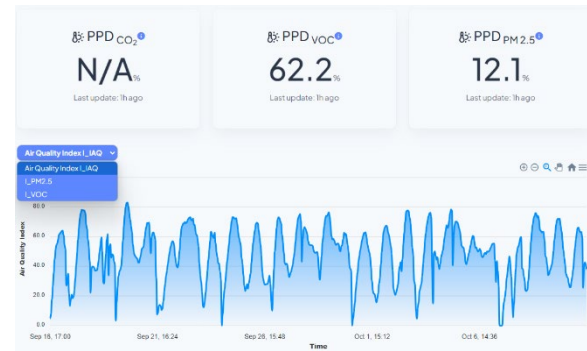 PPD CO₂ i
N/A%
Last update: 1h ago
PPD VOC i
62.2%
Last update: 1h ago
PPD PM 2.5 i
12.1%
Last update: 1h ago
Air Quality Index I_IAQ
Air Quality Index I_IAQ
I_PM2.5
I_VOC
Air Quality Index
80.0
60.0
40.0
20.0
0.0
Sep 16, 17:00
Sep 21, 16:24
Sep 26, 15:48
Oct 1, 15:12
Oct 6, 14:36
Time